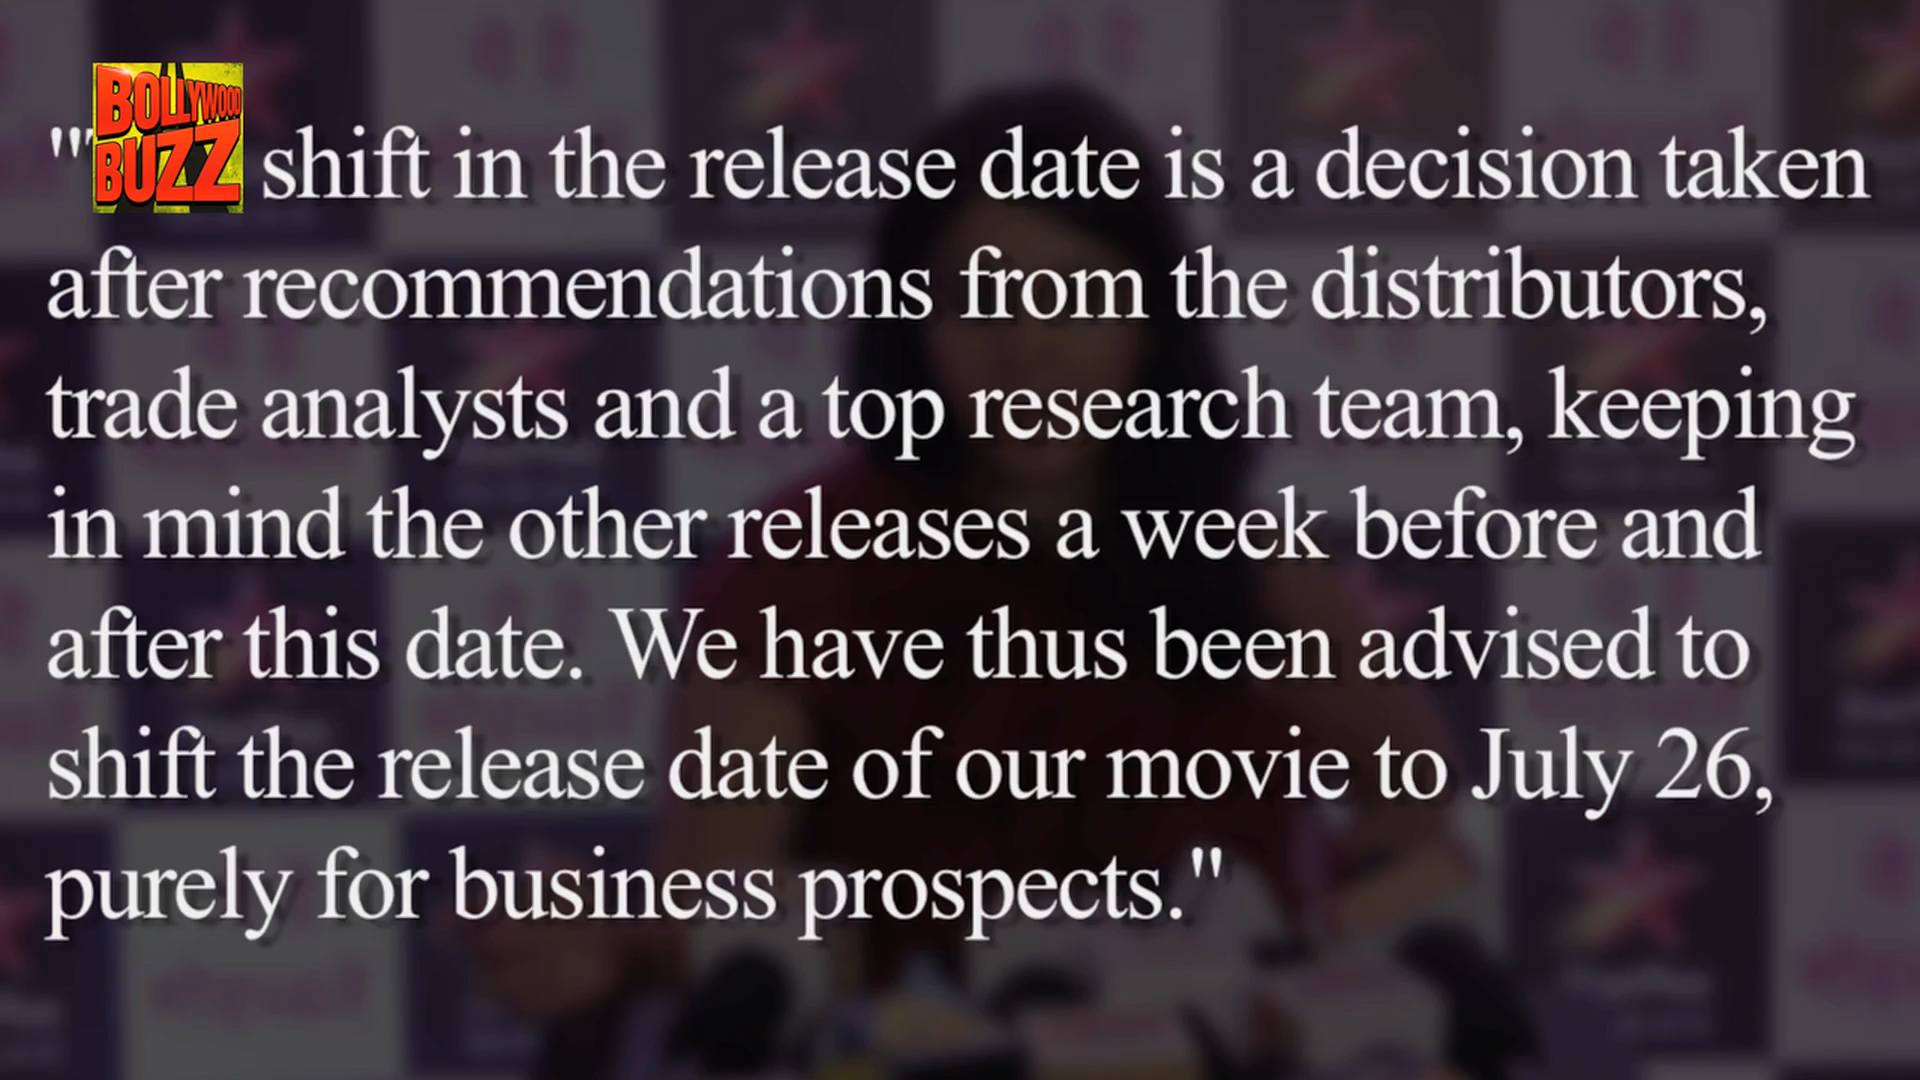 BOLLYWOOD
BUZZ
"' shift in the release date is a decision taken
after recommendations from the distributors,
trade analysts and a top research team, keeping
in mind the other releases a week before and
after this date. We have thus been advised to
shift the release date of our movie to July 26,
purely for business prospects."